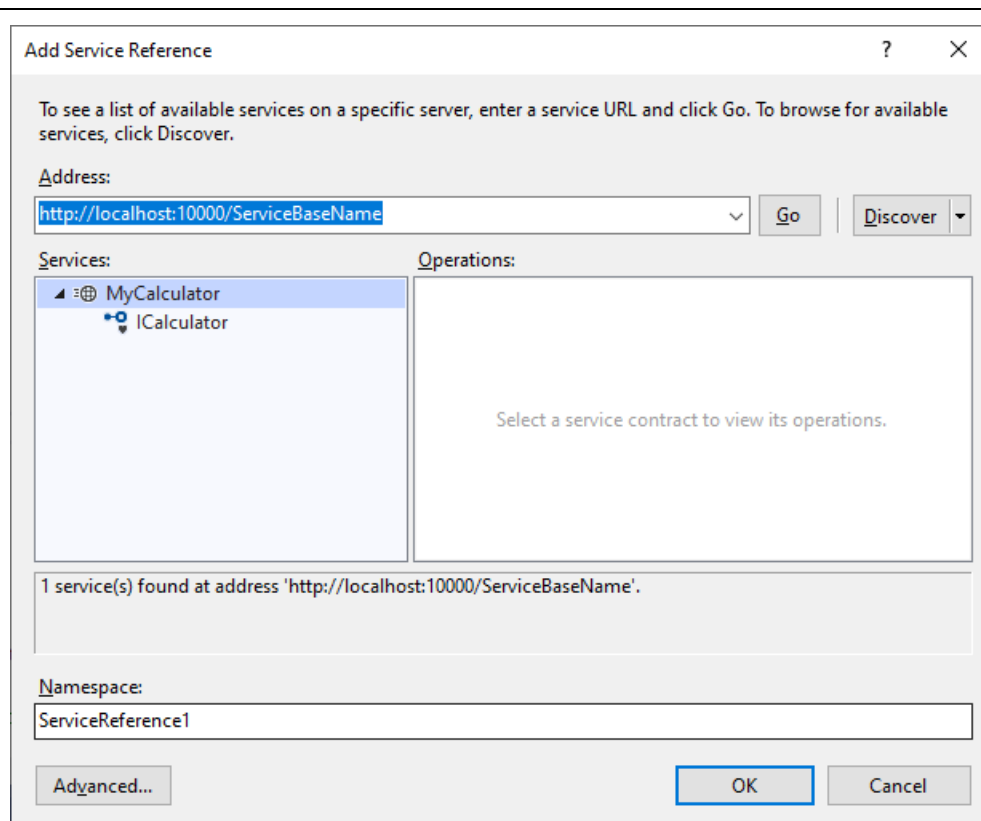 Add Service Reference ?
To see a list of available services on a specific server, enter a service URL and click Go. To browse for available
services, click Discover.
Address:
http://localhost:10000/ServiceBaseName Go Discover
Services: Operations:
MyCalculator
ICalculator
Select a service contract to view its operations.
1 service(s) found at address 'http://localhost:10000/ServiceBaseName'.
Namespace:
ServiceReference1
Advanced... OK Cancel